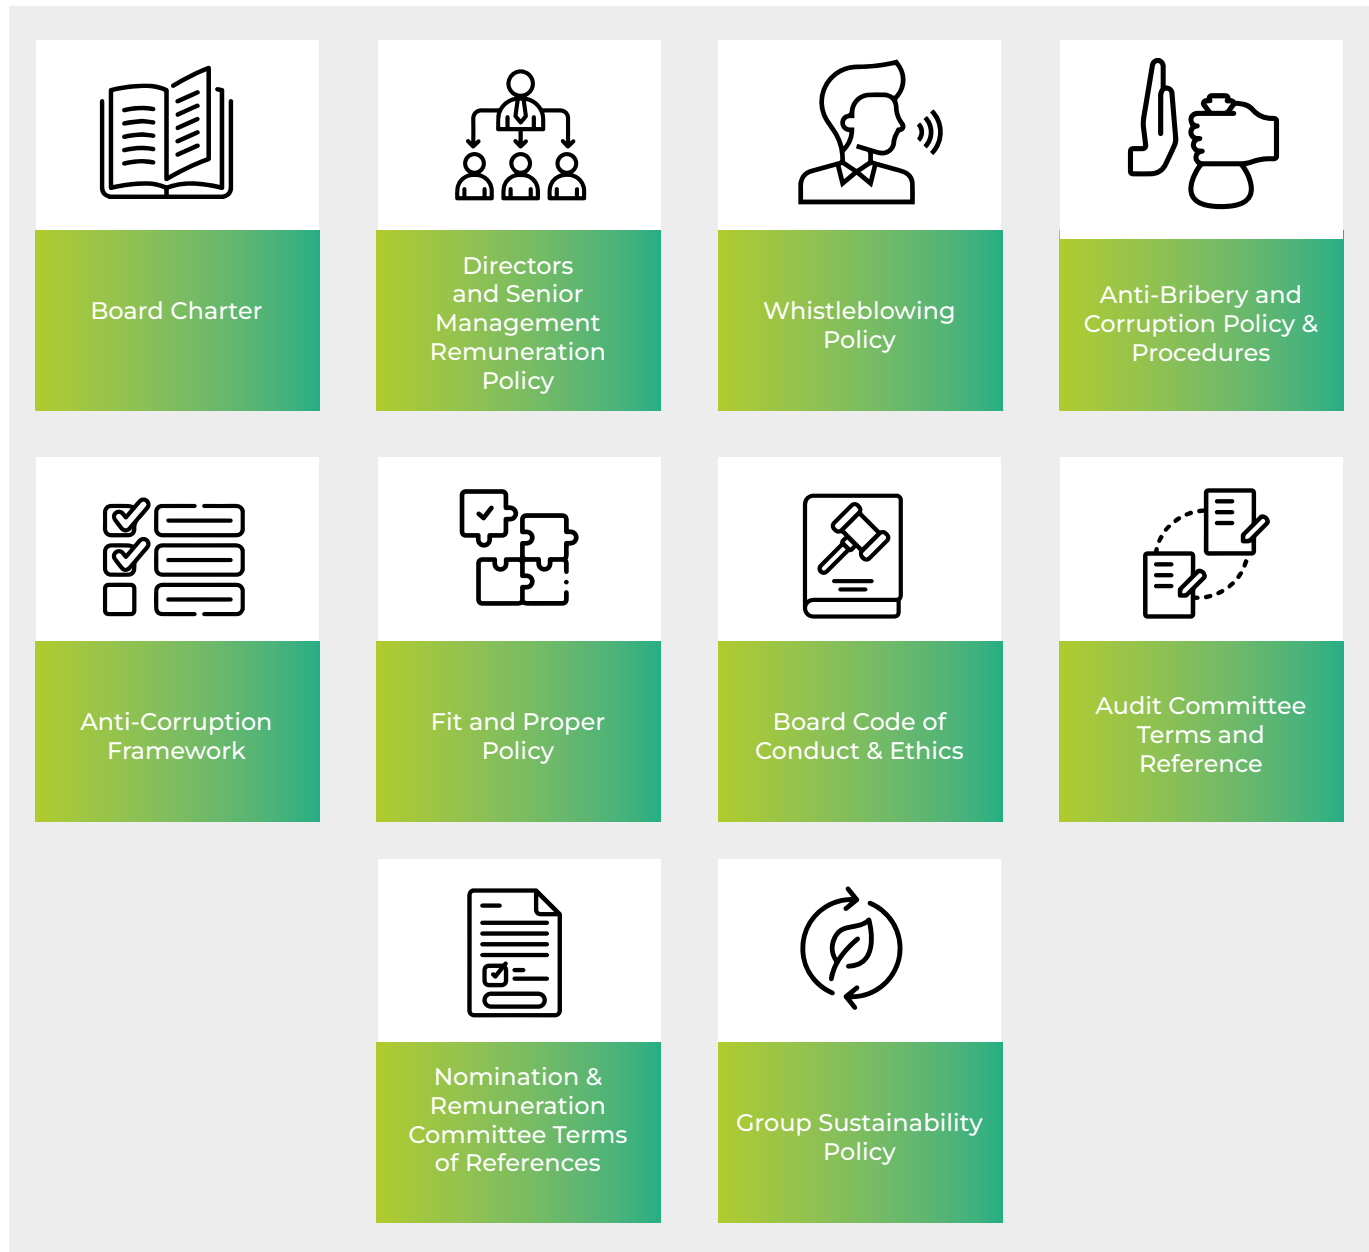 Board Charter
Directors
and Senior
Management
Remuneration
Policy
Whistleblowing
Policy
Anti-Bribery and
Corruption Policy &
Procedures
Anti-Corruption
Framework
Fit and Proper
Policy
Board Code of
Conduct & Ethics
Audit Committee
Terms and
Reference
Nomination &
Remuneration
Committee Terms
of References
Group Sustainability
Policy